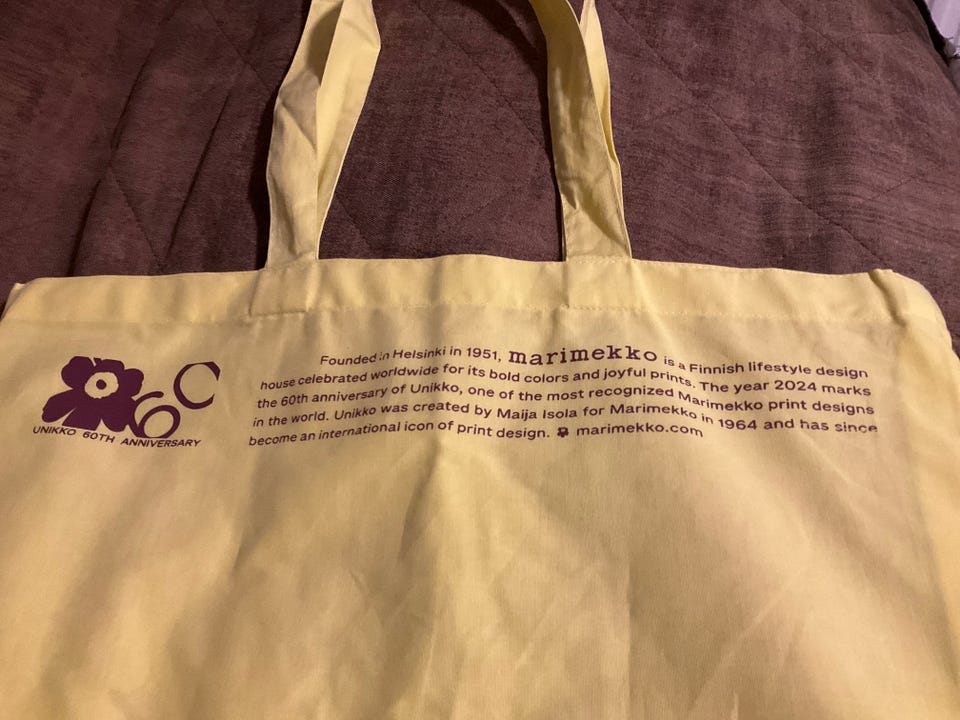 60
UNIKKO 60TH ANNIVERSARY
Founded in Helsinki in 1951, marimekko is a Finnish lifestyle design
house celebrated worldwide for its bold colors and joyful prints. The year 2024 marks
the 60th anniversary of Unikko, one of the most recognized Marimekko print designs
in the world. Unikko was created by Maija Isola for Marimekko in 1964 and has since
become an international icon of print design. marimekko.com